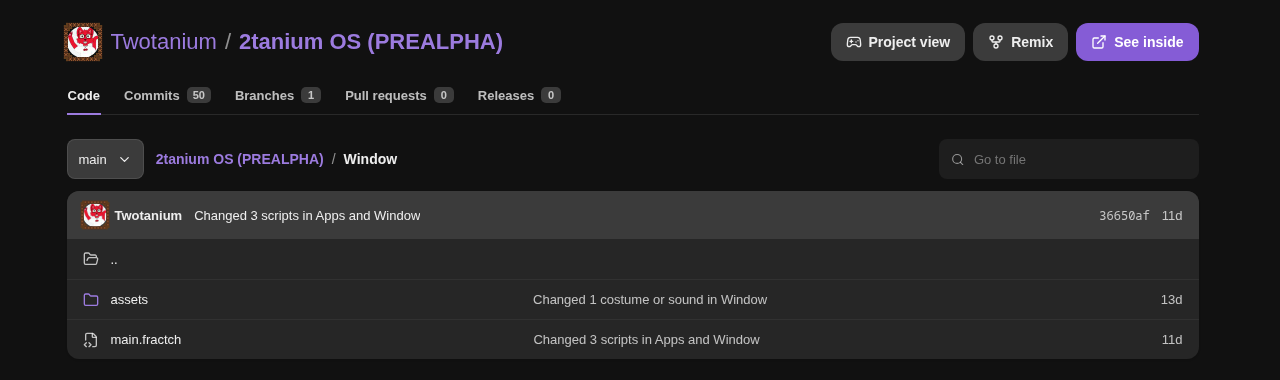 Twotanium / 2tanium OS (PREALPHA)
Project view
Remix
See inside
Code
Commits 50
Branches 1
Pull requests 0
Releases 0
main
2tanium OS (PREALPHA) / Window
Go to file
Twotanium Changed 3 scripts in Apps and Window 36650af 11d
..
assets Changed 1 costume or sound in Window 13d
main.fractch Changed 3 scripts in Apps and Window 11d